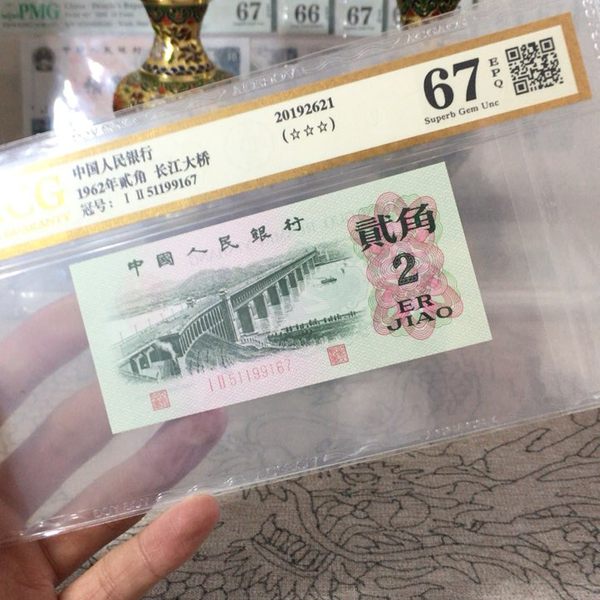 PMG
67
66
67
67
EPQ
Superb Gem Unc
20192621
(☆☆☆)
中国人民银行
1962年贰角 长江大桥
冠号: I II 51199167
CG
中國人民銀行
貳角
2
ER
JIAO
I II 51199167